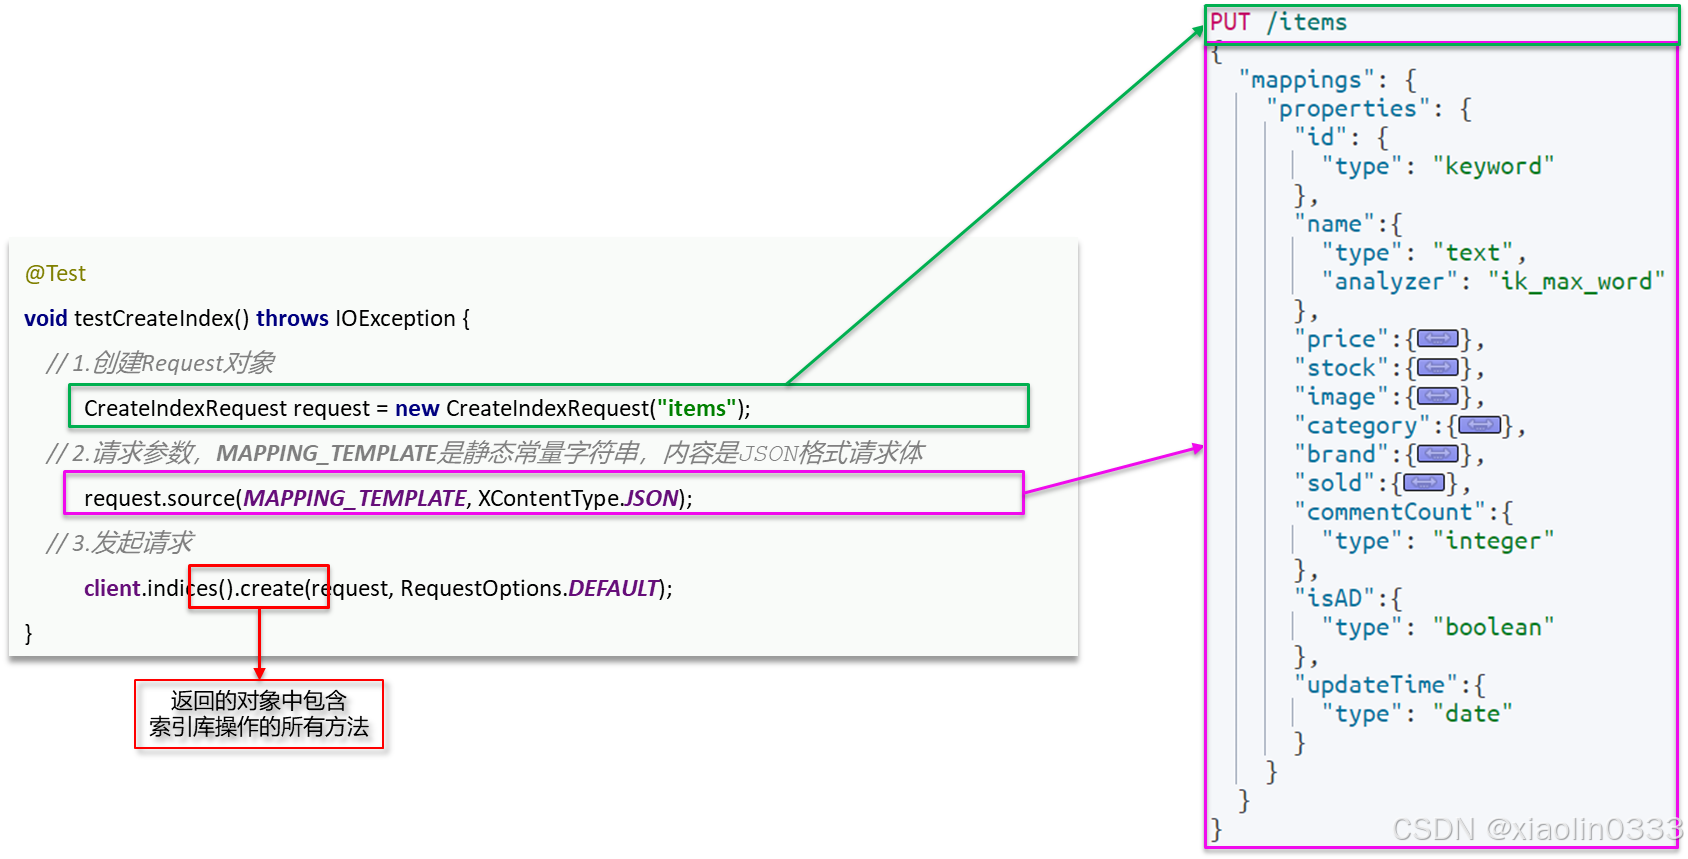 @Test
void testCreateIndex() throws IOException {
// 1.创建Request对象
CreateIndexRequest request = new CreateIndexRequest("items");
// 2.请求参数，MAPPING_TEMPLATE是静态常量字符串，内容是JSON格式请求体
request.source(MAPPING_TEMPLATE, XContentType.JSON);
// 3.发起请求
client.indices().create(request, RequestOptions.DEFAULT);
}
返回的对象中包含
索引库操作的所有方法
PUT /items
{
"mappings": {
"properties": {
"id": {
"type": "keyword"
},
"name":{
"type": "text",
"analyzer": "ik_max_word"
},
"price":{},
"stock":{},
"image":{},
"category":{},
"brand":{},
"sold":{},
"commentCount":{
"type": "integer"
},
"isAD":{
"type": "boolean"
},
"updateTime":{
"type": "date"
}
}
}
}
CSDN @xiaolin0333